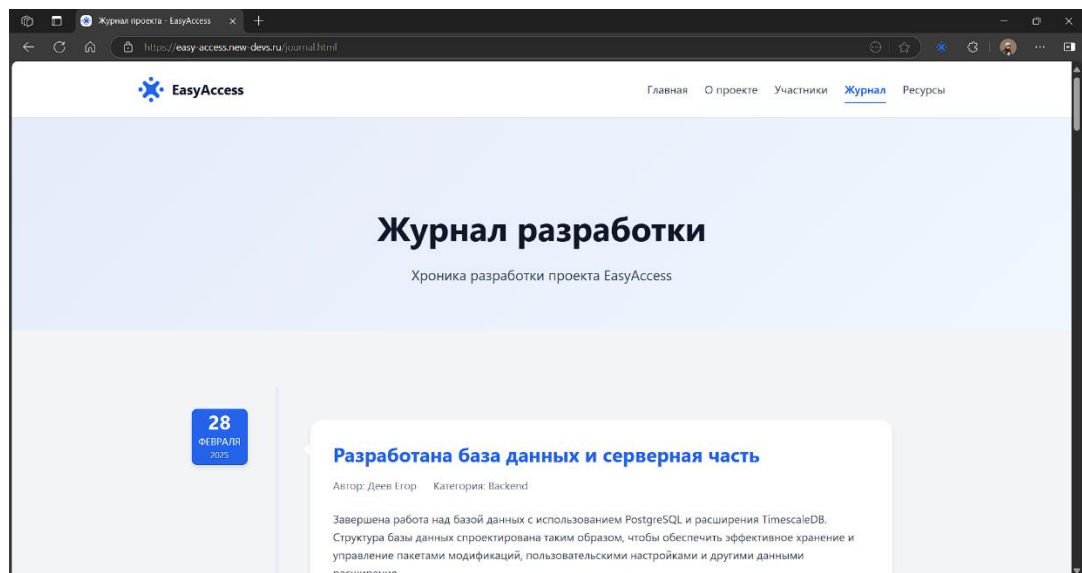 Журнал проекта - EasyAccess
https://easy-access.new-devs.ru/journal.html
EasyAccess
Главная О проекте Участники Журнал Ресурсы
Журнал разработки
Хроника разработки проекта EasyAccess
28
ФЕВРАЛЯ
2025
Разработана база данных и серверная часть
Автор: Деев Егор Категория: Backend
Завершена работа над базой данных с использованием PostgreSQL и расширения TimescaleDB.
Структура базы данных спроектирована таким образом, чтобы обеспечить эффективное хранение и
управление пакетами модификаций, пользовательскими настройками и другими данными
расширения.